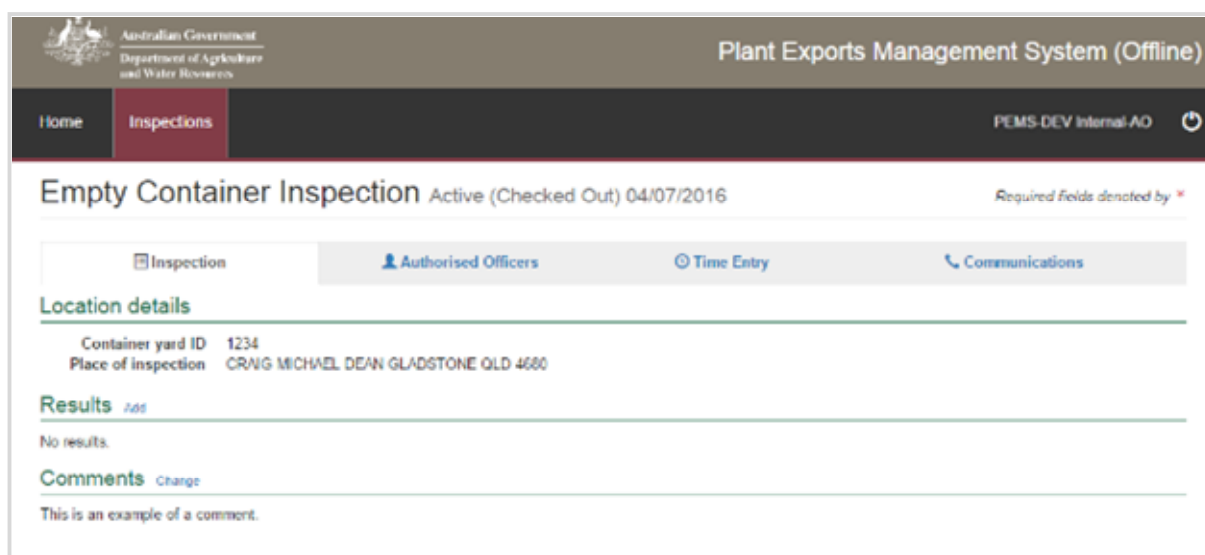 Australian Government
Department of Agriculture
and Water Resources
Plant Exports Management System (Offline)
Home
Inspections
PEMS-DEV Internal-AO
Empty Container Inspection Active (Checked Out) 04/07/2016
Required fields denoted by *
Inspection
Authorised Officers
Time Entry
Communications
Location details
Container yard ID 1234
Place of inspection CRAIG MICHAEL DEAN GLADSTONE QLD 4680
Results Add
No results.
Comments Change
This is an example of a comment.